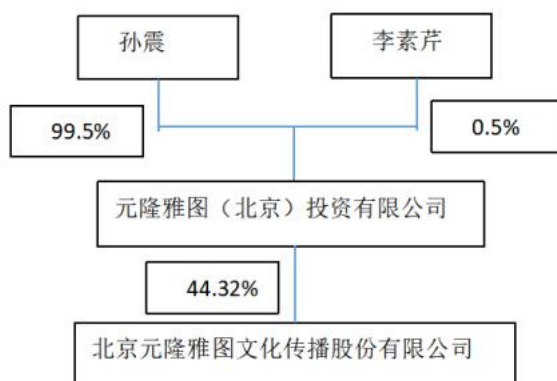 孙震
李素芹
99.5%
0.5%
元隆雅图（北京）投资有限公司
44.32%
北京元隆雅图文化传播股份有限公司